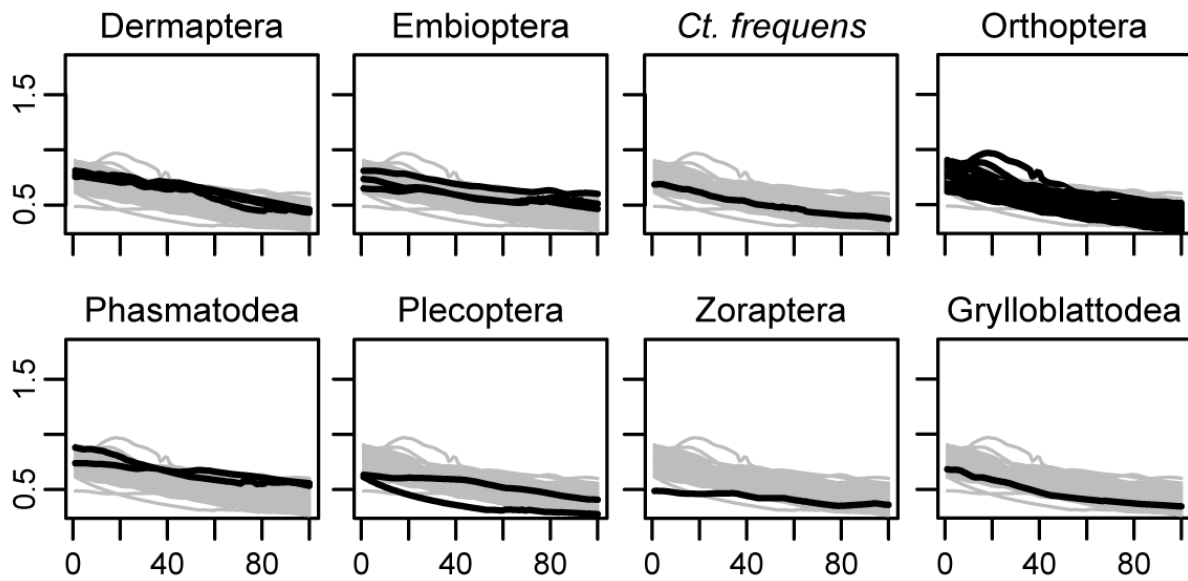 Dermaptera Embioptera Ct. frequens Orthoptera
1.5
0.5
Phasmatodea Plecoptera Zoraptera Grylloblattodea
1.5
0.5
0 40 80 0 40 80 0 40 80 0 40 80